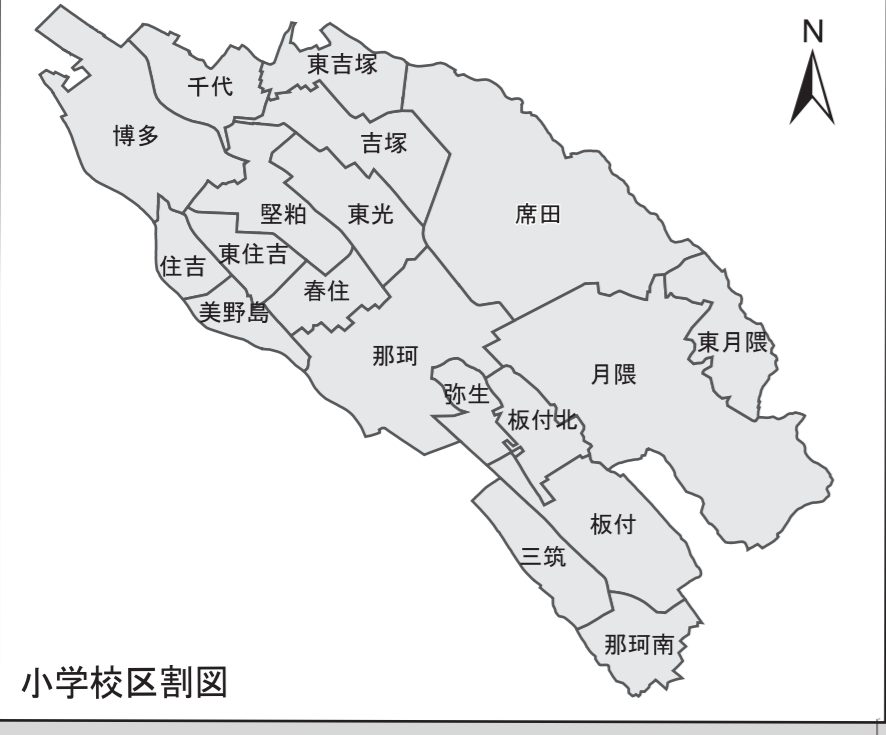 N
東吉塚
千代
博多
吉塚
席田
堅粕
東光
東住吉
住吉
春住
美野島
東月隈
那珂
月隈
弥生
板付北
板付
三筑
那珂南
小学校区割図